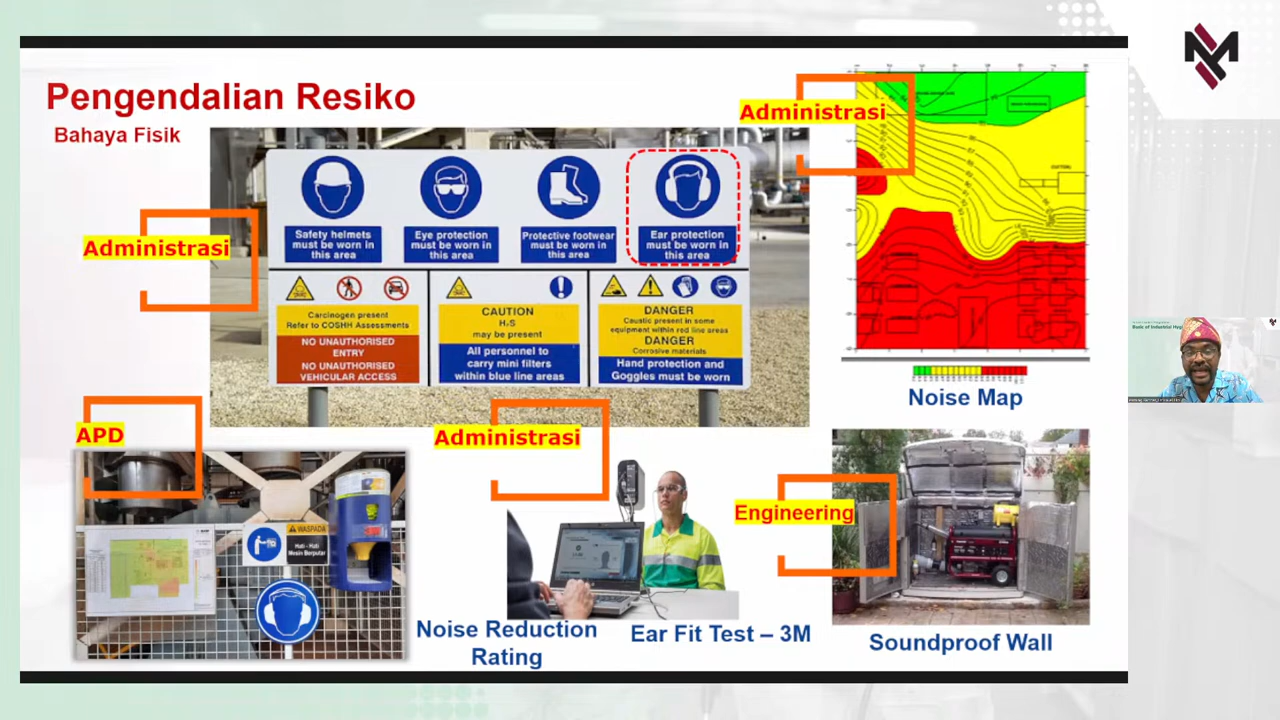 Pengendalian Resiko
Bahaya Fisik
Administrasi
Safety helmets
must be worn in
this area
Eye protection
must be worn in
this area
Protective footwear
must be worn in
this area
Ear protection
must be worn in
this area
Carcinogen present
Refer to COSHH Assessments
NO UNAUTHORISED
ENTRY
NO UNAUTHORISED
VEHICULAR ACCESS
CAUTION
H₂S
may be present
All personnel to
carry mini filters
within blue line areas
DANGER
Caustic present in some
equipment within red line areas
DANGER
Corrosive materials
Hand protection and
Goggles must be worn
Administrasi
Noise Map
APD
WASPADA
Hati - Hati
Mesin Berputar
Administrasi
Noise Reduction
Rating
Ear Fit Test – 3M
Engineering
Soundproof Wall